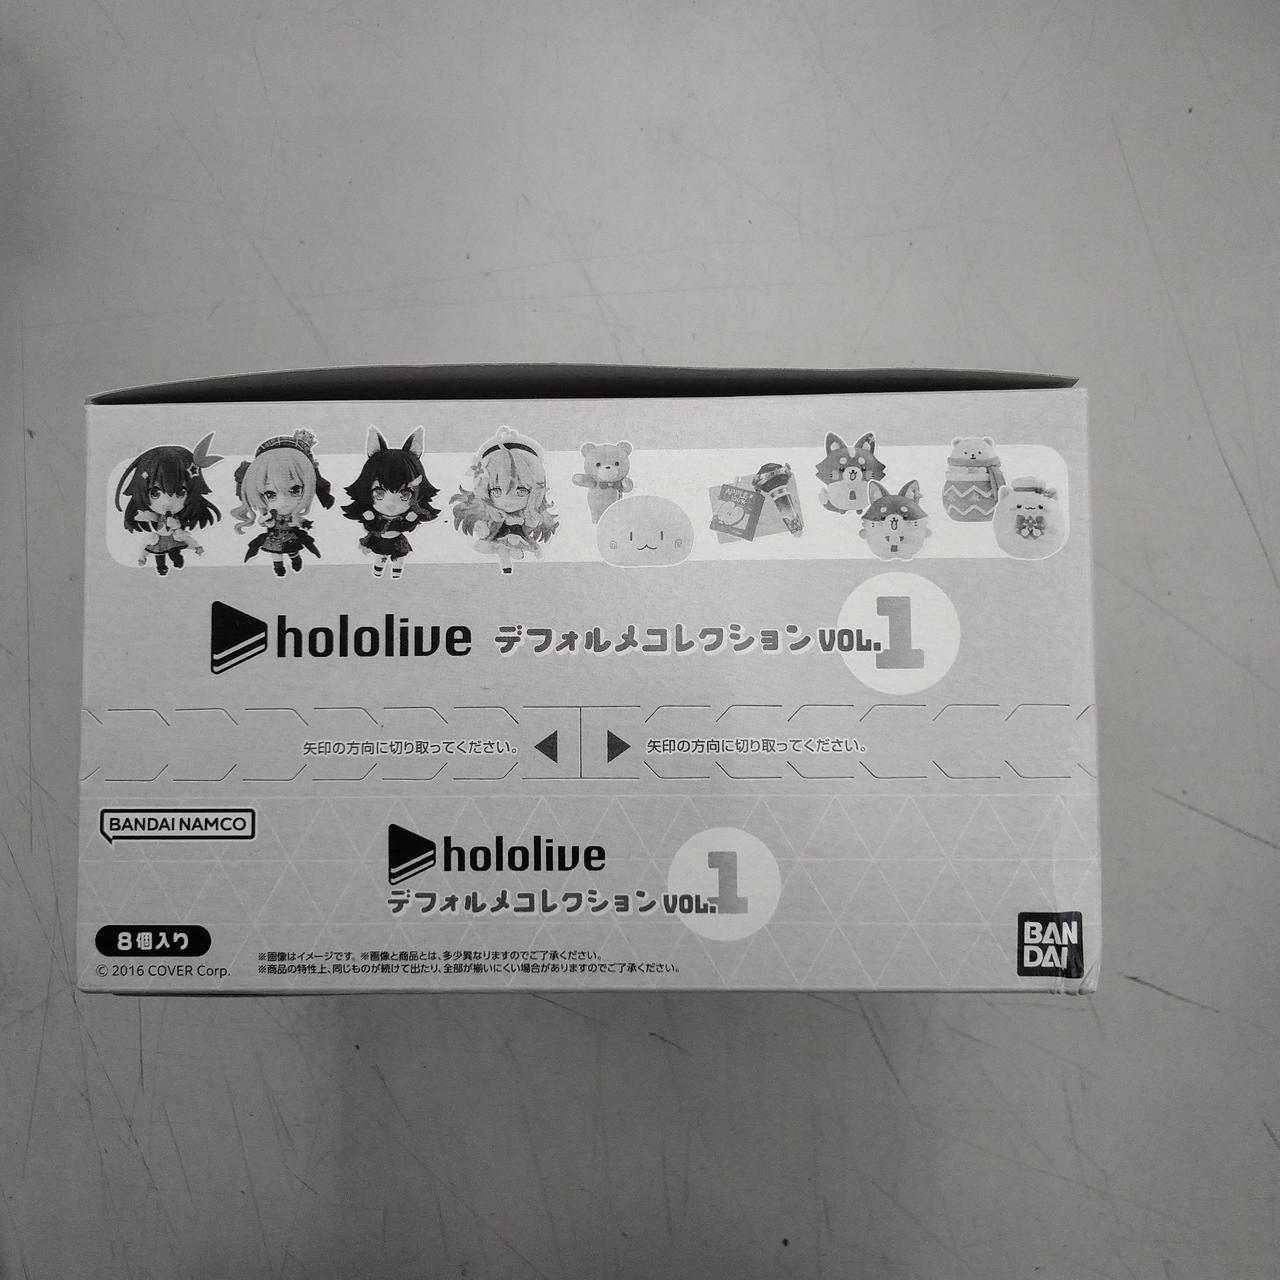 APPLE
hololive デフォルメコレクション VOL.1
矢印の方向に切り取ってください。
矢印の方向に切り取ってください。
BANDAI NAMCO
hololive
デフォルメコレクション VOL.1
8個入り
© 2016 COVER Corp.
※画像はイメージです。※画像と商品とは、多少異なりますのでご了承ください。
※商品の特性上、同じものが続けて出たり、全部が揃いにくい場合がありますのでご了承ください。
BAN
DAI